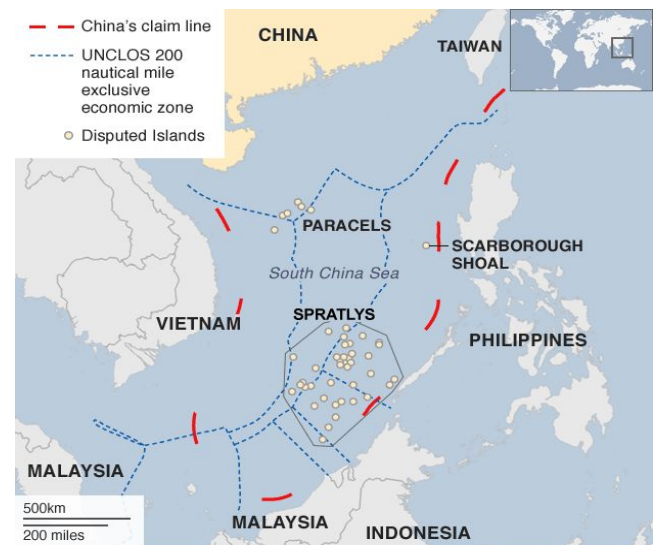 China's claim line
UNCLOS 200
nautical mile
exclusive
economic zone
Disputed Islands
CHINA
TAIWAN
PARACELS
SCARBOROUGH
SHOAL
South China Sea
SPRATLYS
VIETNAM
PHILIPPINES
MALAYSIA
500km
200 miles
MALAYSIA
INDONESIA